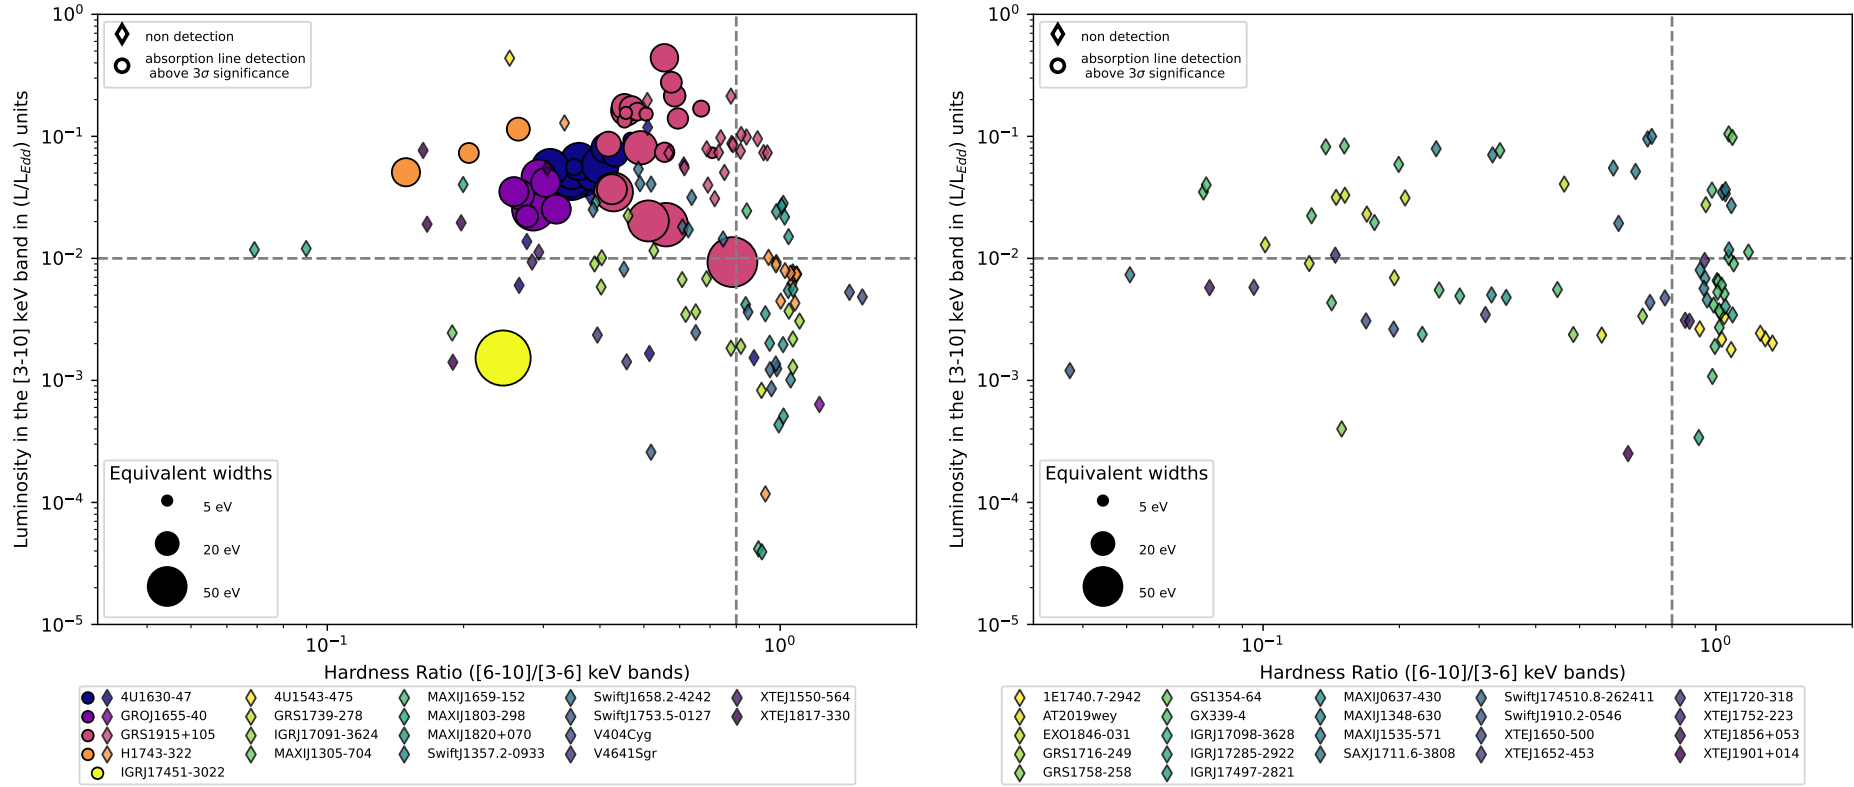 non detection
absorption line detection
above 3σ significance
10^0
10^-1
10^-2
10^-3
10^-4
10^-5
Luminosity in the [3-10] keV band in (L/L_Edd) units
Equivalent widths
5 eV
20 eV
50 eV
10^-1
10^0
Hardness Ratio ([6-10]/[3-6] keV bands)
4U1630-47
GROJ1655-40
GRS1915+105
H1743-322
IGRJ17451-3022
4U1543-475
GRS1739-278
IGRJ17091-3624
MAXIJ1305-704
MAXIJ1659-152
MAXIJ1803-298
MAXIJ1820+070
SwiftJ1357.2-0933
SwiftJ1658.2-4242
SwiftJ1753.5-0127
V404Cyg
V4641Sgr
XTEJ1550-564
XTEJ1817-330
non detection
absorption line detection
above 3σ significance
10^0
10^-1
10^-2
10^-3
10^-4
10^-5
Luminosity in the [3-10] keV band in (L/L_Edd) units
Equivalent widths
5 eV
20 eV
50 eV
10^-1
10^0
Hardness Ratio ([6-10]/[3-6] keV bands)
1E1740.7-2942
AT2019wey
EXO1846-031
GRS1716-249
GRS1758-258
GS1354-64
GX339-4
IGRJ17098-3628
IGRJ17285-2922
IGRJ17497-2821
MAXIJ0637-430
MAXIJ1348-630
MAXIJ1535-571
SAXJ1711.6-3808
SwiftJ174510.8-262411
SwiftJ1910.2-0546
XTEJ1650-500
XTEJ1652-453
XTEJ1720-318
XTEJ1752-223
XTEJ1856+053
XTEJ1901+014